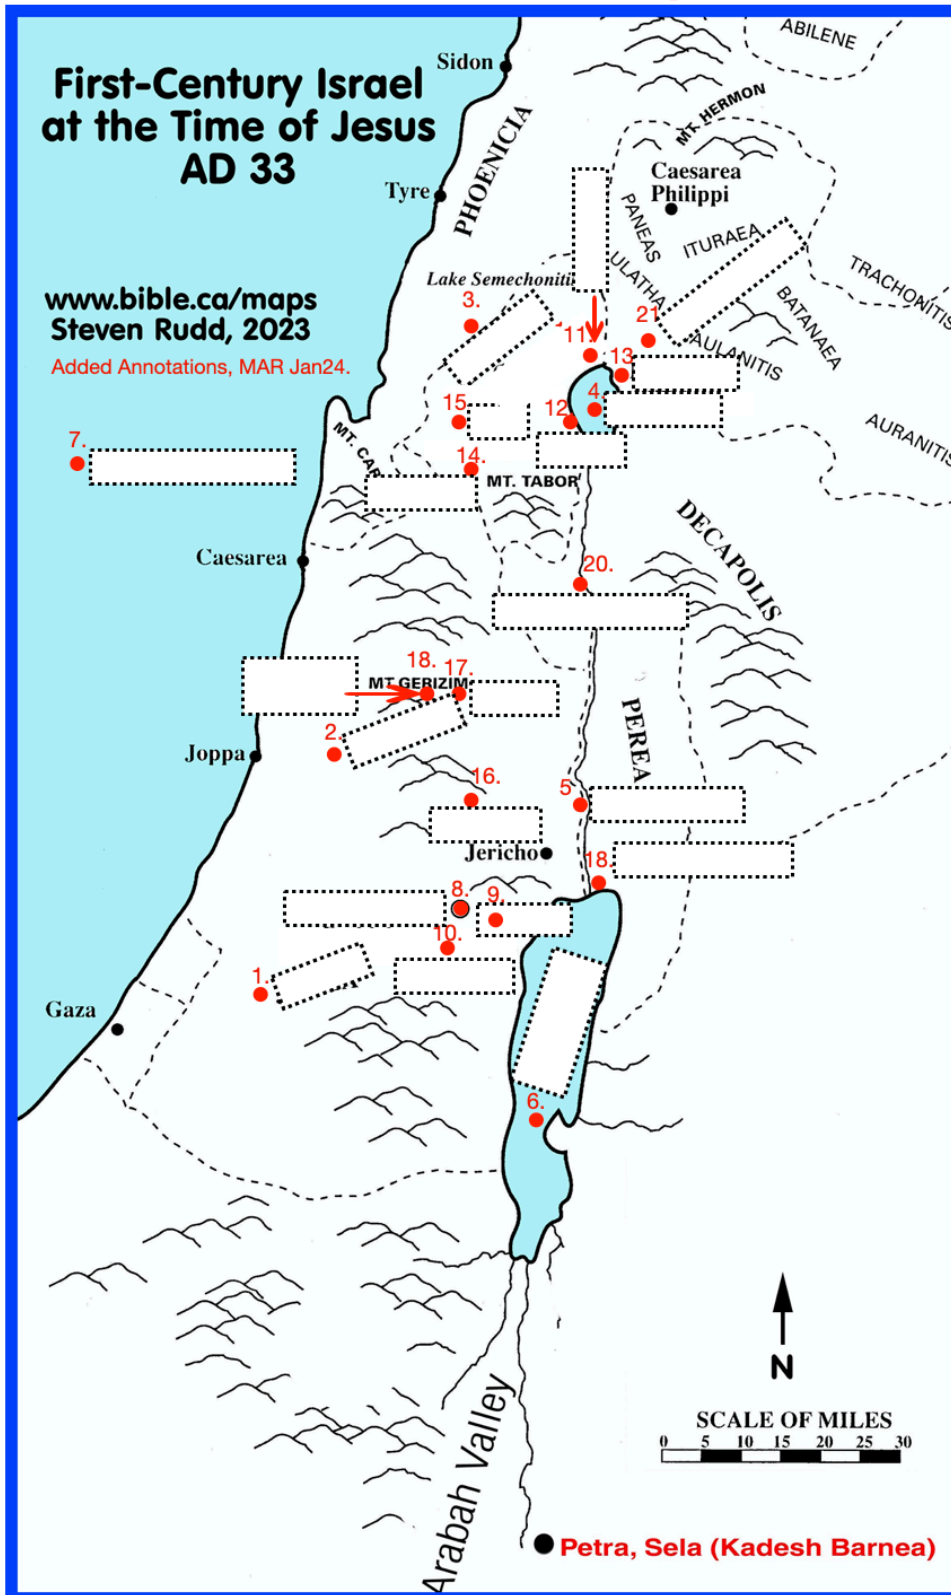 First-Century Israel
at the Time of Jesus
AD 33
www.bible.ca/maps
Steven Rudd, 2023
Added Annotations, MAR Jan24.
ABILENE
Sidon
MT. HERMON
PHOENICIA
Caesarea
Philippi
Tyre
PANEAS
ITURAEA
ULATHA
TRACHONITIS
BATANAEA
Lake Semechoniti
3.
21
11.
AULANITIS
13
4.
15
12
AURANITIS
7.
MT. CAR
14.
MT. TABOR
DECAPOLIS
Caesarea
20.
18.
17.
MT GERIZIM
2.
PEREA
Joppa
16.
5
Jericho
18.
8.
9.
10.
1.
Gaza
6.
Arabah Valley
N
SCALE OF MILES
0 5 10 15 20 25 30
Petra, Sela (Kadesh Barnea)